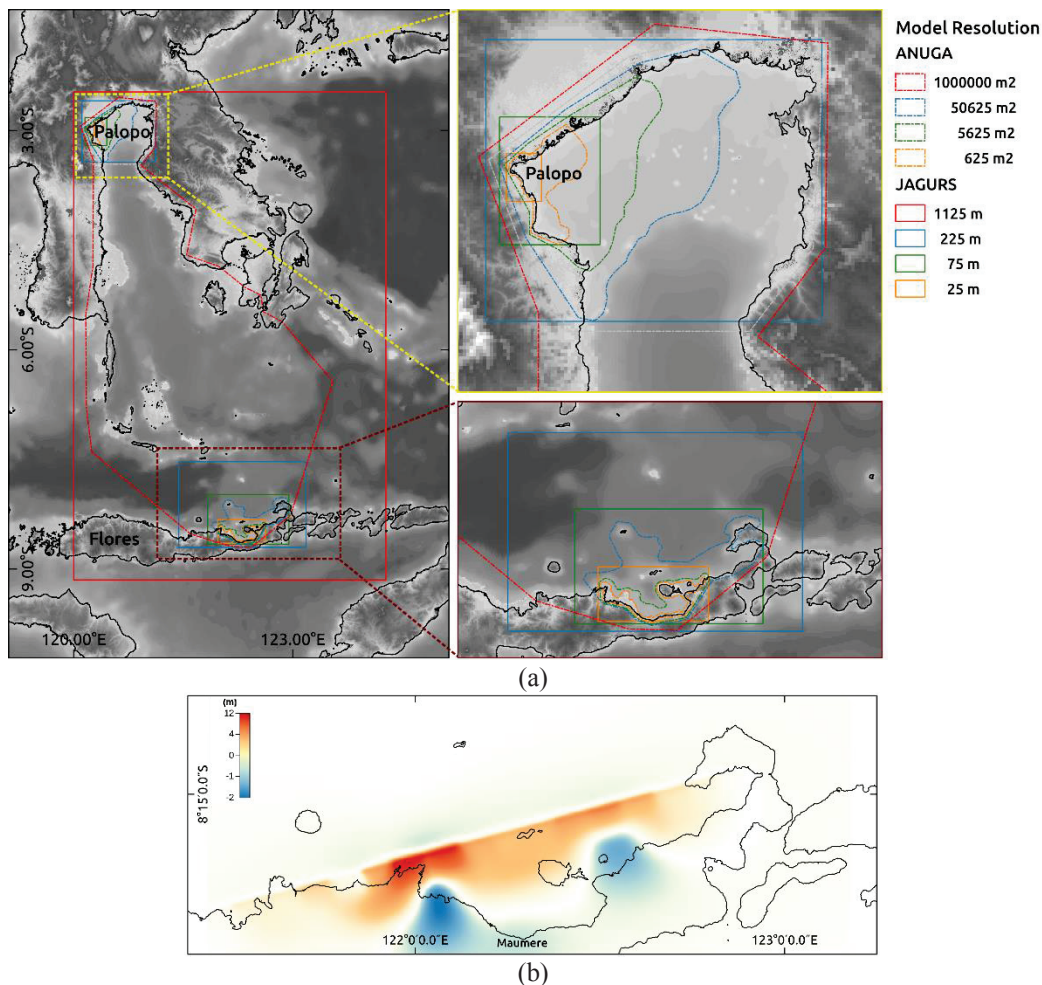 Palopo
3.00°S
6.00°S
9.00°S
Flores
120.00°E
123.00°E
Palopo
Model Resolution
ANUGA
1000000 m2
50625 m2
5625 m2
625 m2
JAGURS
1125 m
225 m
75 m
25 m
(a)
(m)
12
4
0
-1
-2
8°15′0.0″S
122°0′0.0″E
Maumere
123°0′0.0″E
(b)